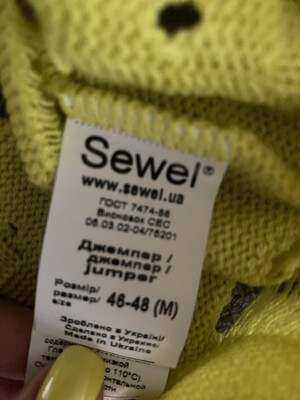 Sewel®
www.sewel.ua
ГОСТ 7474-88
Висновок СЕС
05.03.02-04/75201
Джемпер /
джемпер /
jumper
Розмір/
размер/
size
46-48 (M)
Зроблено в Україні/
Сделано в Украине/
Made in Ukraine
110°C).